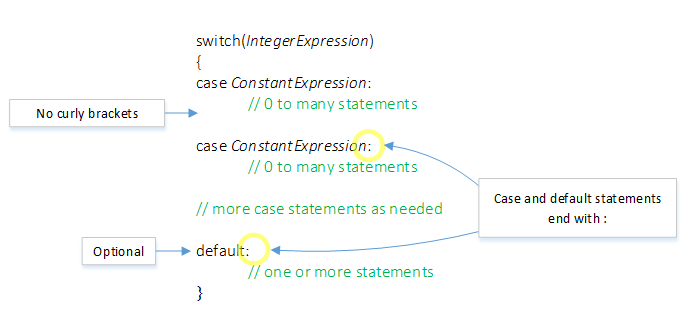 switch(IntegerExpression)
{
case ConstantExpression:
// 0 to many statements
No curly brackets
case ConstantExpression:
// 0 to many statements
Case and default statements
end with :
// more case statements as needed
Optional
default:
// one or more statements
}